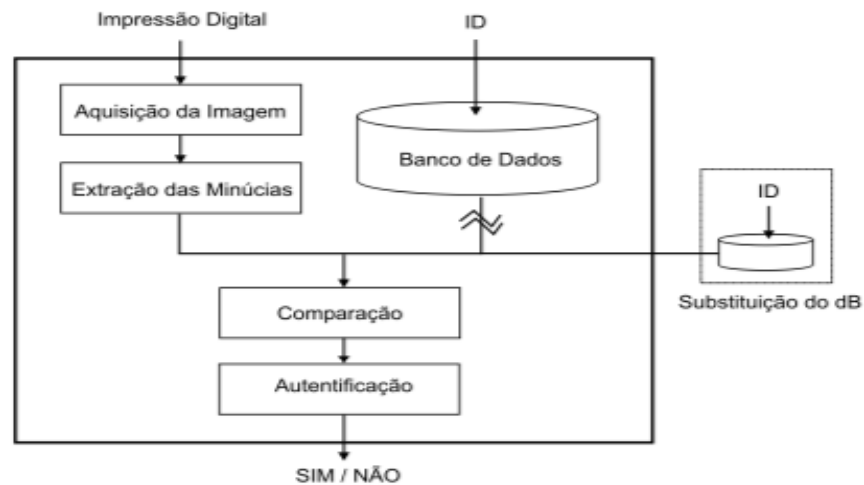 Impressão Digital
ID
Aquisição da Imagem
Banco de Dados
Extração das Minúcias
ID
Substituição do dB
Comparação
Autentificação
SIM / NÃO